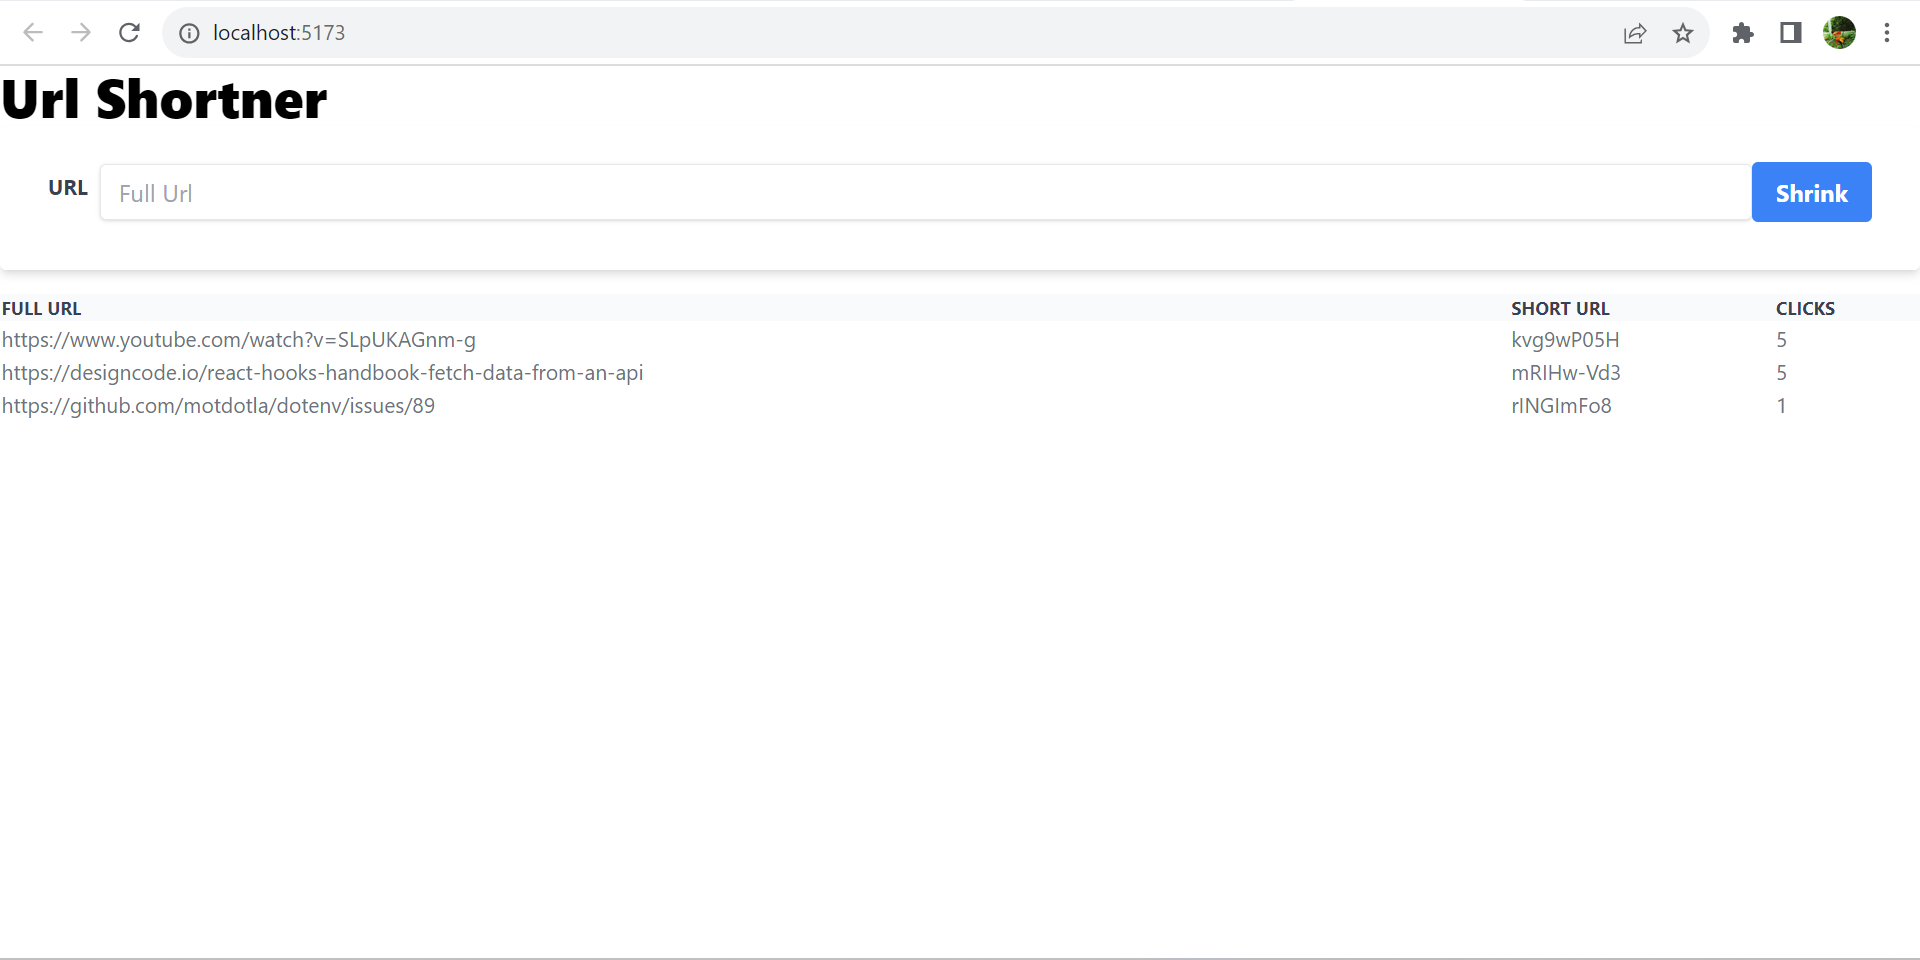 localhost:5173
Url Shortner
URL Full Url Shrink
FULL URL SHORT URL CLICKS
https://www.youtube.com/watch?v=SLpUKAGnm-g kvg9wP05H 5
https://designcode.io/react-hooks-handbook-fetch-data-from-an-api mRIHw-Vd3 5
https://github.com/motdotla/dotenv/issues/89 rINGImFo8 1